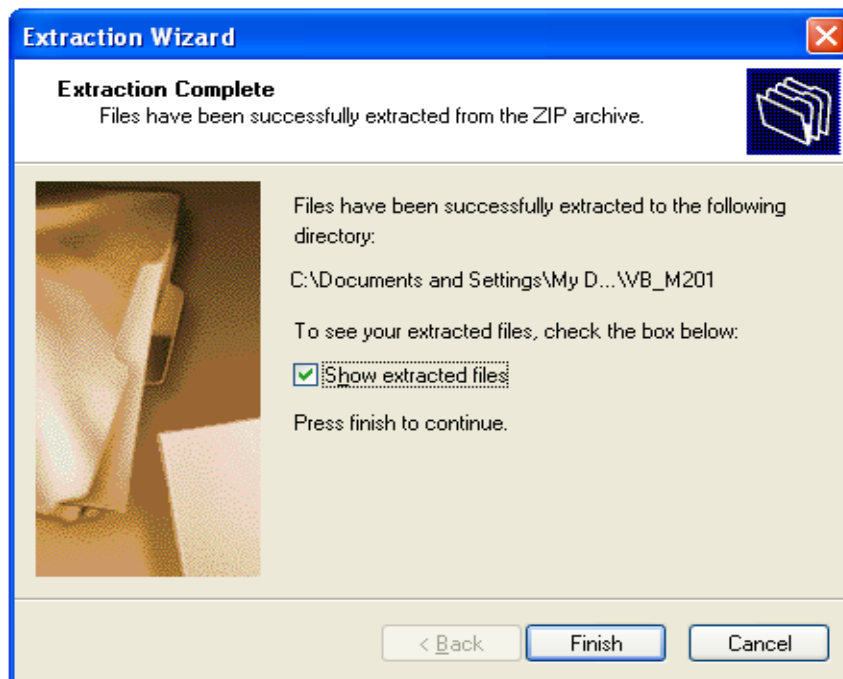 Extraction Wizard
Extraction Complete
Files have been successfully extracted from the ZIP archive.
Files have been successfully extracted to the following
directory:
C:\Documents and Settings\My D...\VB_M201
To see your extracted files, check the box below:
Show extracted files
Press finish to continue.
< Back
Finish
Cancel